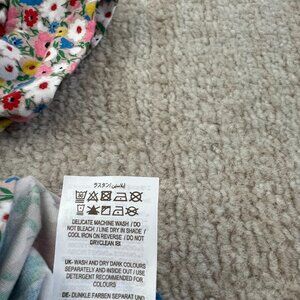 DELICATE MACHINE WASH / DO
NOT BLEACH / LINE DRY IN SHADE /
COOL IRON ON REVERSE / DO NOT
DRYCLEAN
UK- WASH AND DRY DARK COLOURS
SEPARATELY AND INSIDE OUT / USE
DETERGENT RECOMMENDED FOR
COLOURS
DE- DUNKLE FARBEN SEPARAT UND